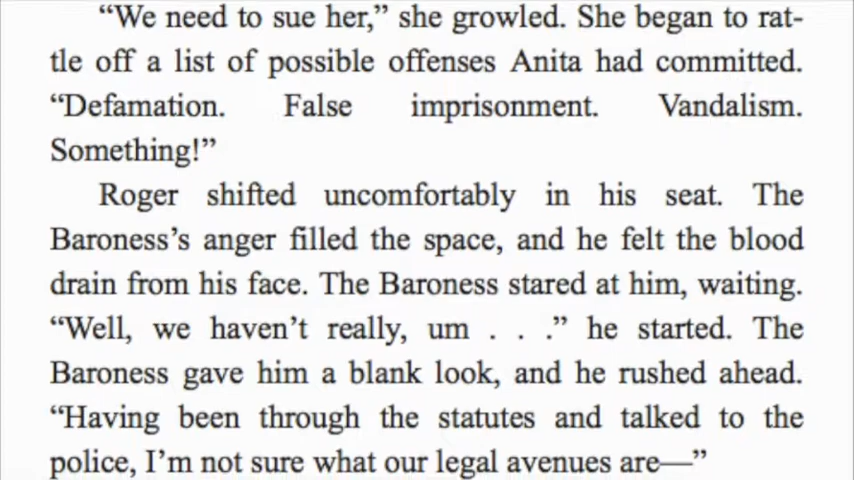 “We need to sue her,” she growled. She began to rat-
tle off a list of possible offenses Anita had committed.
“Defamation. False imprisonment. Vandalism.
Something!”
Roger shifted uncomfortably in his seat. The
Baroness’s anger filled the space, and he felt the blood
drain from his face. The Baroness stared at him, waiting.
“Well, we haven’t really, um . . .” he started. The
Baroness gave him a blank look, and he rushed ahead.
“Having been through the statutes and talked to the
police, I’m not sure what our legal avenues are—”